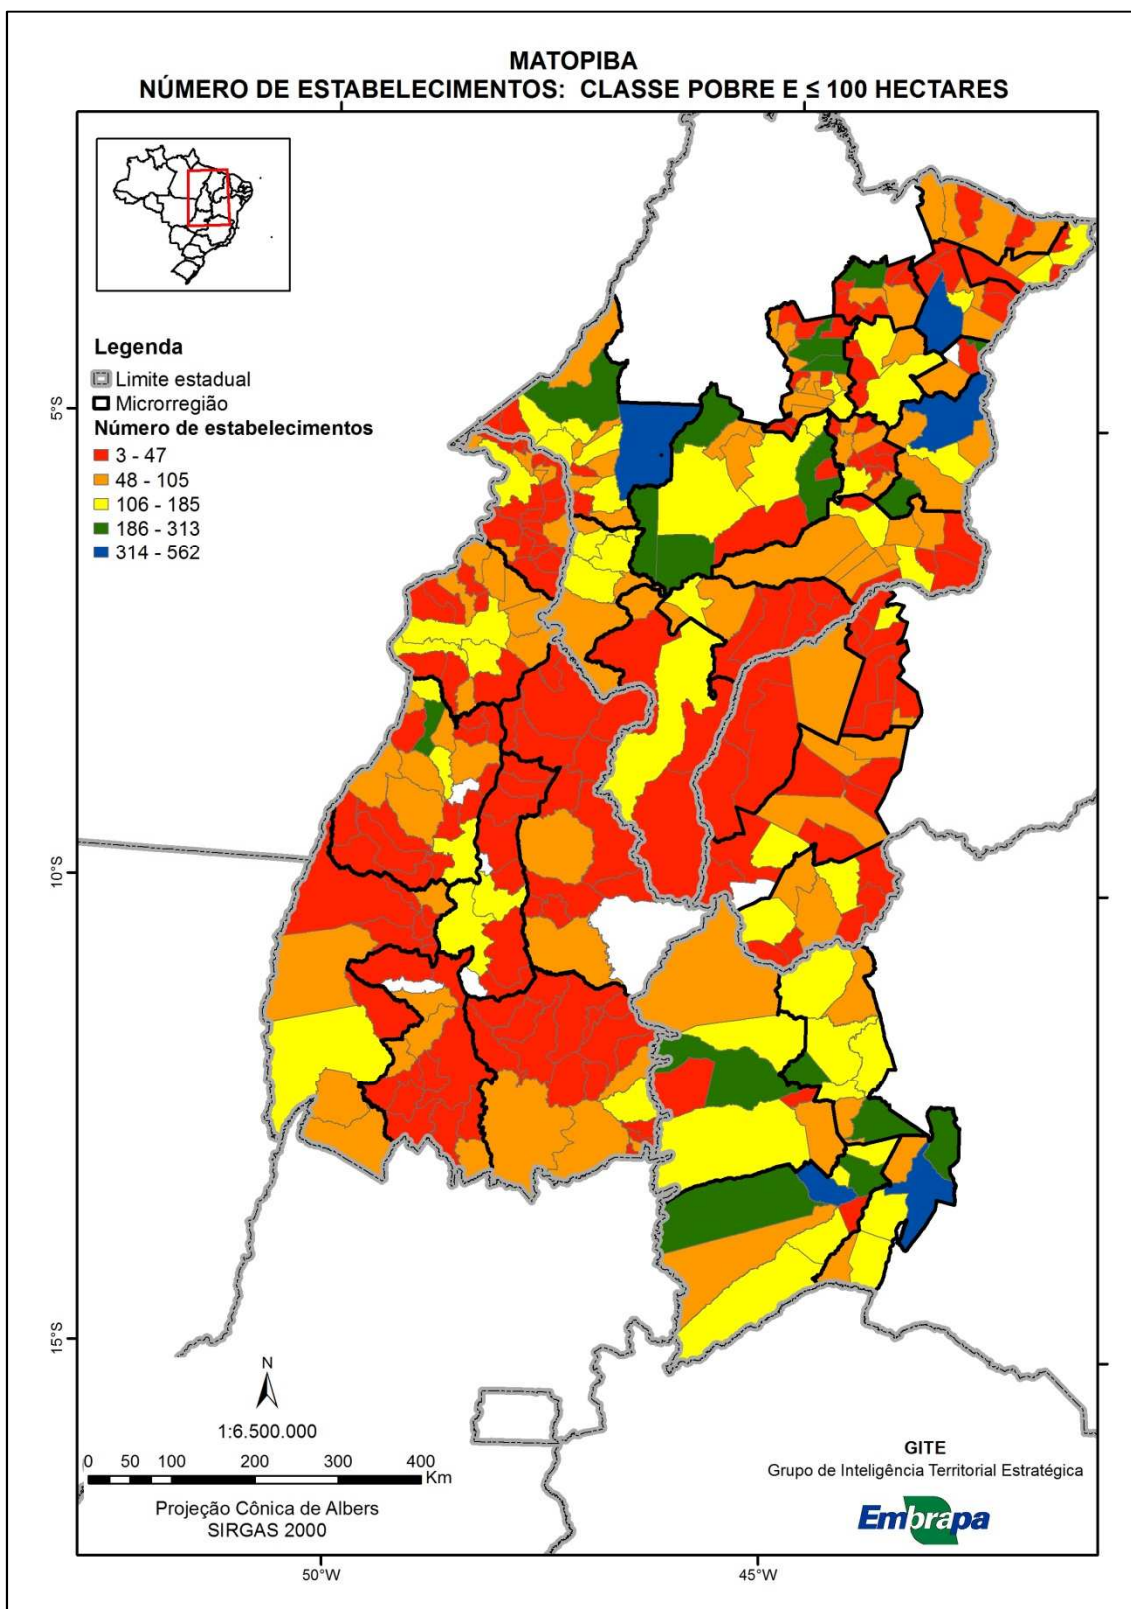 MATOPIBA
NÚMERO DE ESTABELECIMENTOS: CLASSE POBRE E ≤ 100 HECTARES
Legenda
Limite estadual
Microrregião
Número de estabelecimentos
3 - 47
48 - 105
106 - 185
186 - 313
314 - 562
5°S
10°S
15°S
N
1:6.500.000
0 50 100 200 300 400
Km
Projeção Cônica de Albers
SIRGAS 2000
GITE
Grupo de Inteligência Territorial Estratégica
Embrapa
50°W
45°W